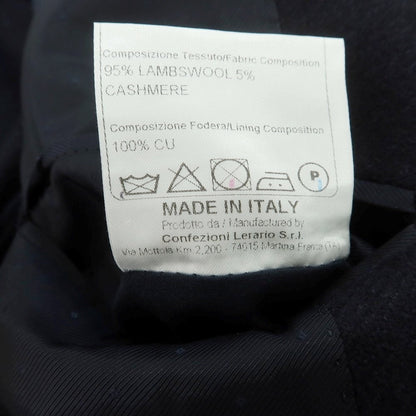 Composizione Tessuto/Fabric Composition
95% LAMBSWOOL 5%
CASHMERE
Composizione Fodera/Lining Composition
100% CU
P
MADE IN ITALY
Prodotto da / Manufactured by
Confezioni Lerario S.r.l.
Via Mottola Km 2,200 - 74015 Martina Franca (TA)